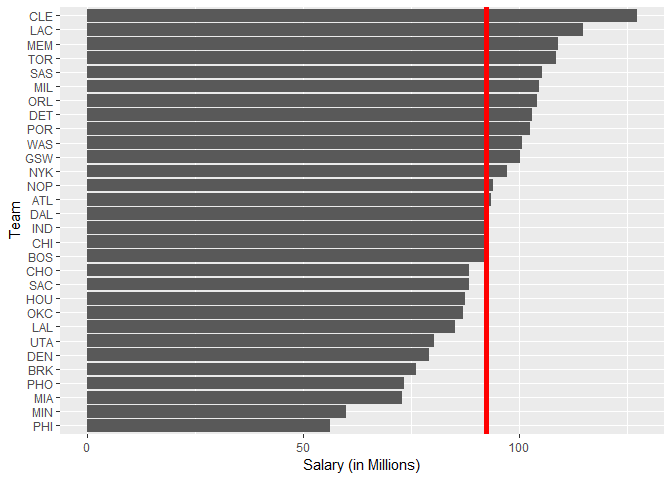 CLE
LAC
MEM
TOR
SAS
MIL
ORL
DET
POR
WAS
GSW
NYK
NOP
ATL
DAL
IND
CHI
BOS
CHO
SAC
HOU
OKC
LAL
UTA
DEN
BRK
PHO
MIA
MIN
PHI
Team
0 50 100
Salary (in Millions)